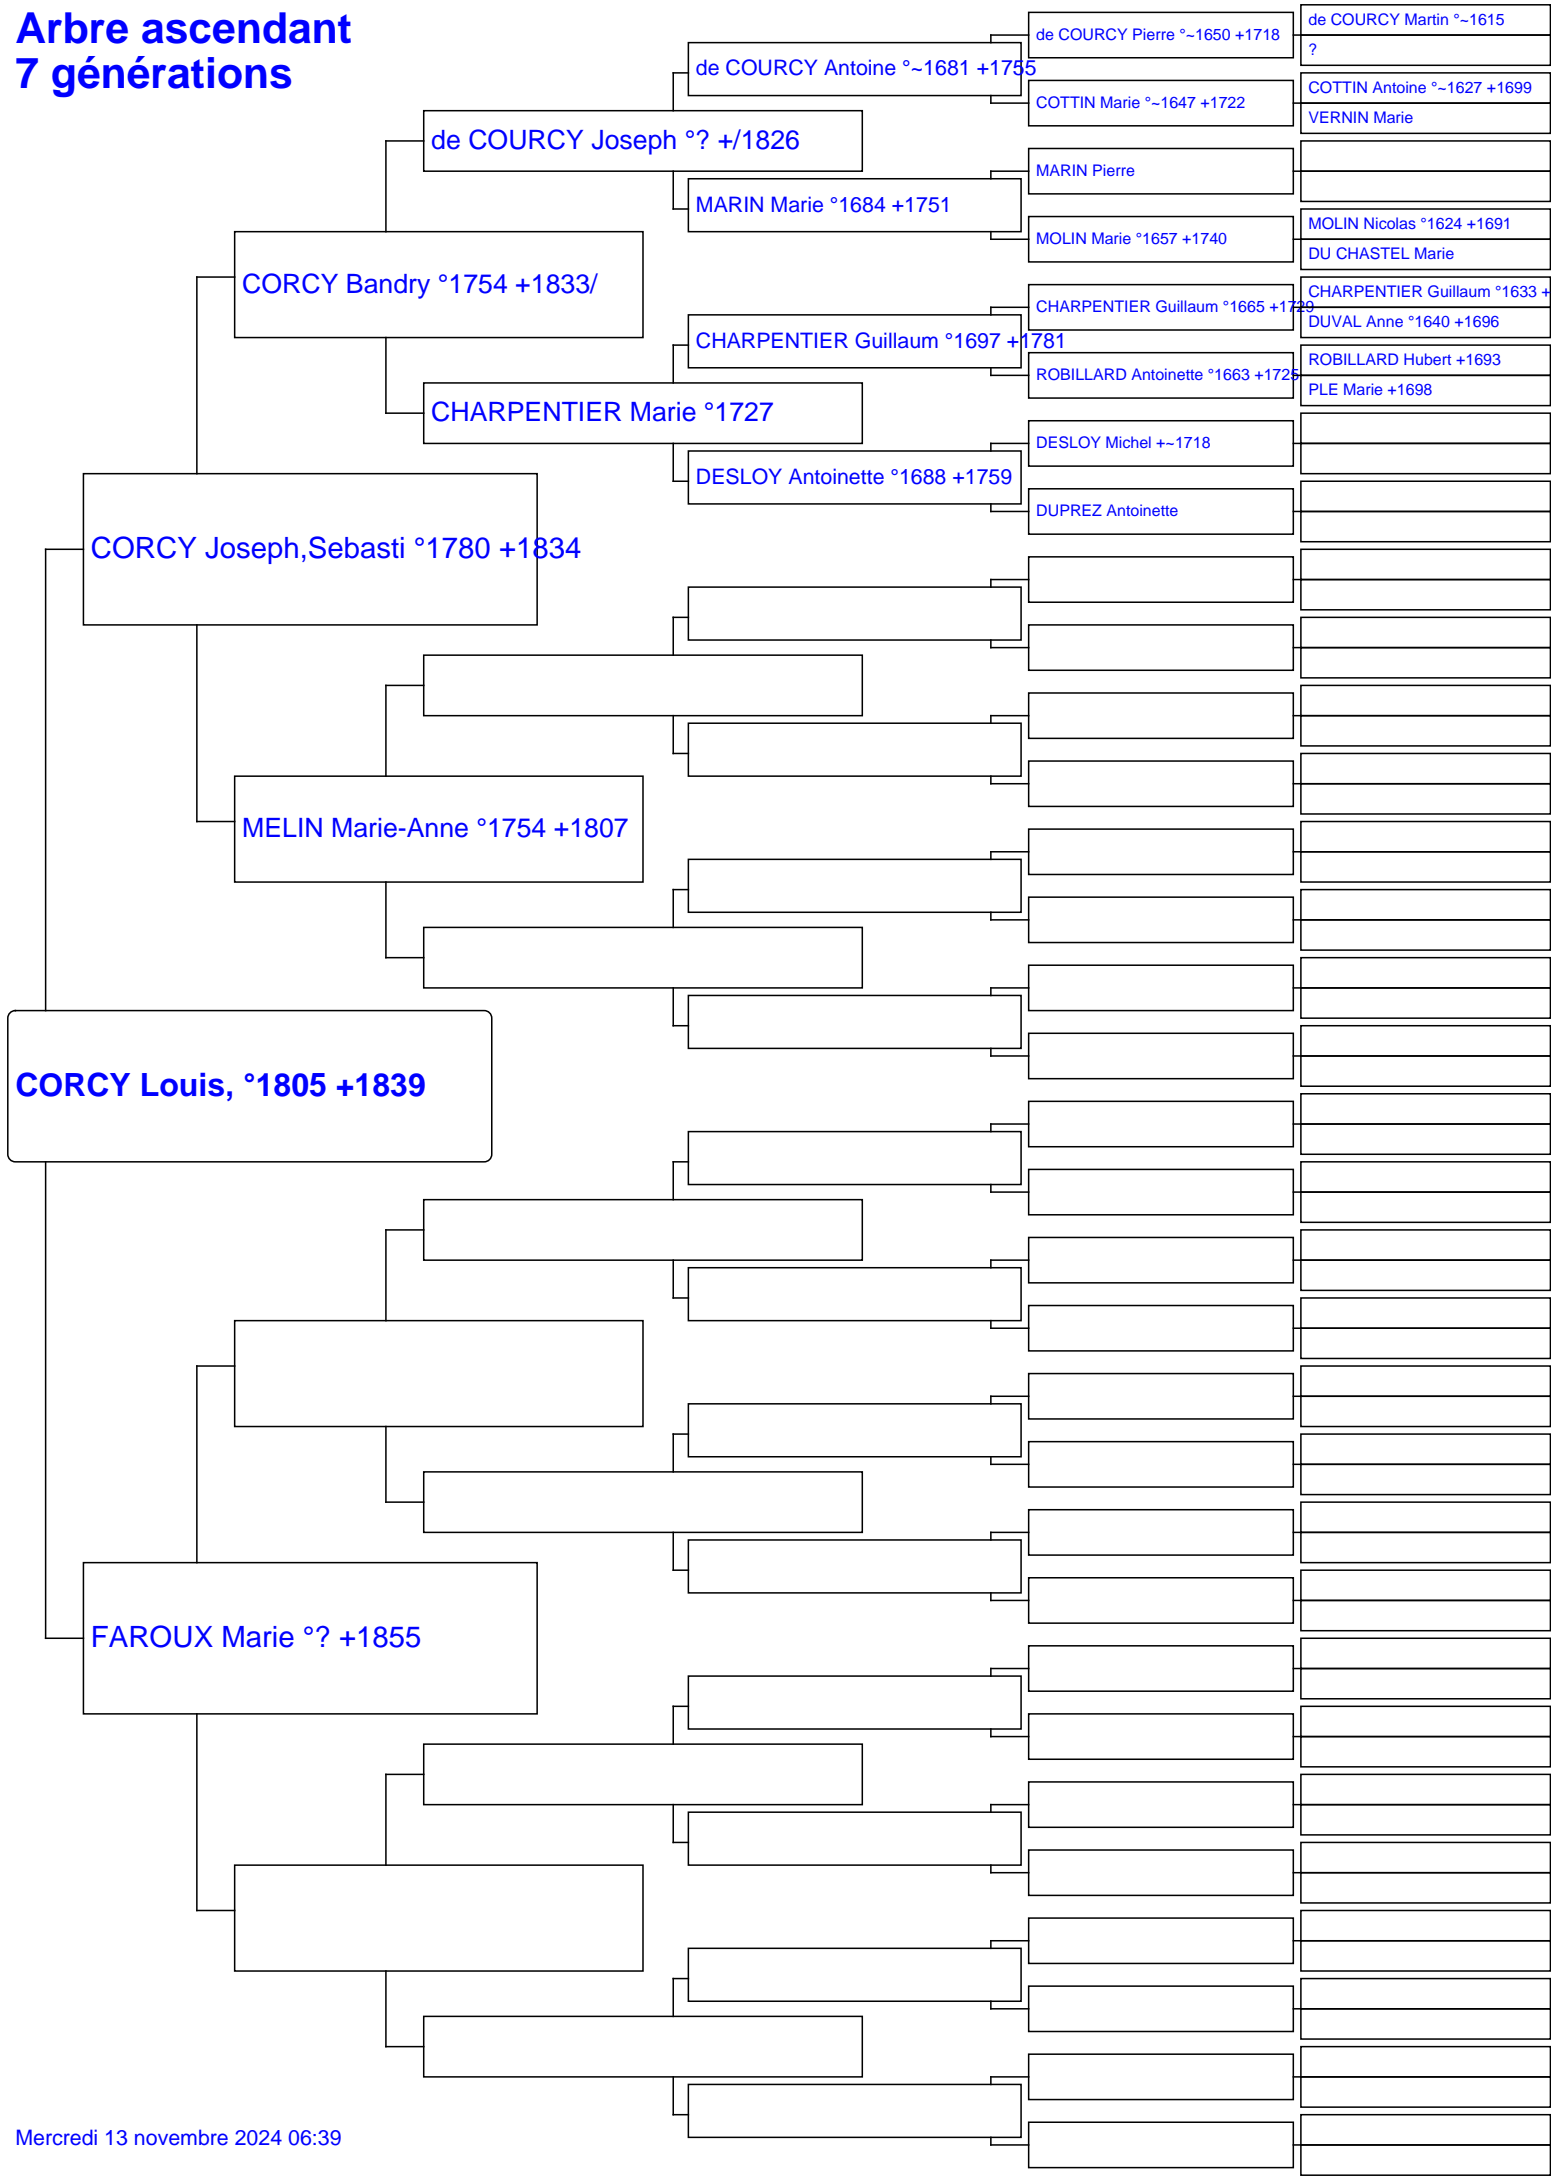 Arbre ascendant
7 générations
de COURCY Martin °~1615
?
de COURCY Pierre °~1650 +1718
de COURCY Antoine °~1681 +1755
COTTIN Antoine °~1627 +1699
VERNIN Marie
COTTIN Marie °~1647 +1722
de COURCY Joseph °? +/1826
MARIN Pierre
MARIN Marie °1684 +1751
MOLIN Nicolas °1624 +1691
DU CHASTEL Marie
MOLIN Marie °1657 +1740
CORCY Bandry °1754 +1833/
CHARPENTIER Guillaum °1633 +
DUVAL Anne °1640 +1696
CHARPENTIER Guillaum °1665 +1729
CHARPENTIER Guillaum °1697 +1781
ROBILLARD Hubert +1693
PLE Marie +1698
ROBILLARD Antoinette °1663 +1725
CHARPENTIER Marie °1727
DESLOY Michel +~1718
DESLOY Antoinette °1688 +1759
DUPREZ Antoinette
CORCY Joseph,Sebasti °1780 +1834
MELIN Marie-Anne °1754 +1807
CORCY Louis, °1805 +1839
FAROUX Marie °? +1855
Mercredi 13 novembre 2024 06:39